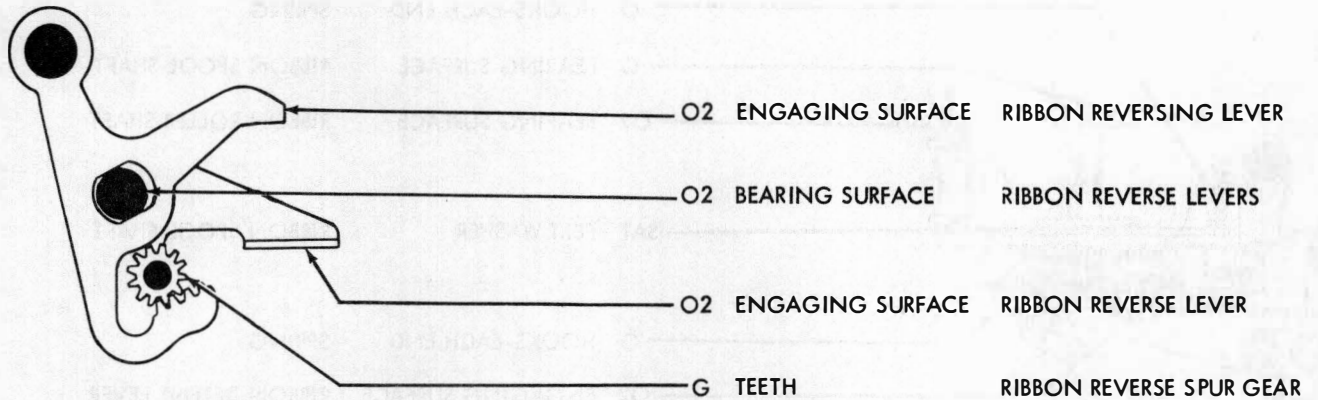 O2 ENGAGING SURFACE RIBBON REVERSING LEVER
O2 BEARING SURFACE RIBBON REVERSE LEVERS
O2 ENGAGING SURFACE RIBBON REVERSE LEVER
G TEETH RIBBON REVERSE SPUR GEAR